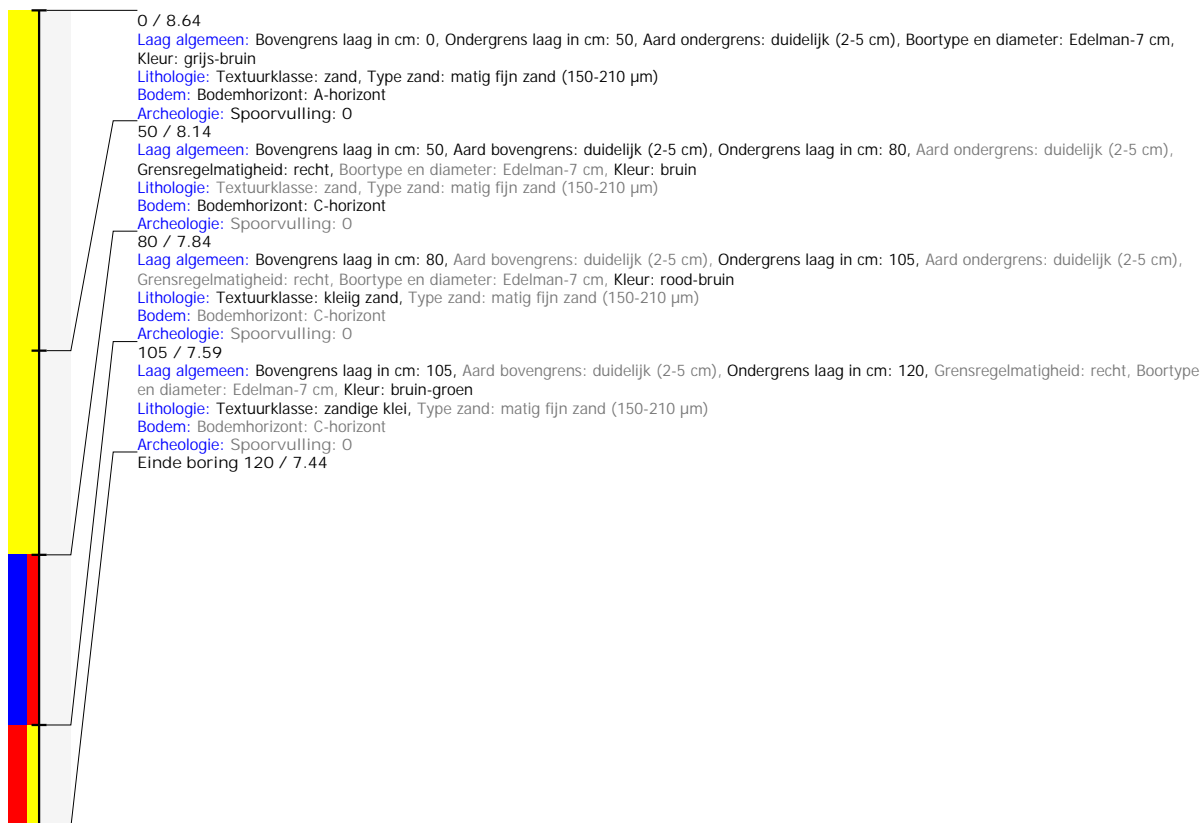 0 / 8.64
Laag algemeen: Bovengrens laag in cm: 0, Ondergrens laag in cm: 50, Aard ondergrens: duidelijk (2-5 cm), Boortype en diameter: Edelman-7 cm,
Kleur: grijs-bruin
Lithologie: Textuurklasse: zand, Type zand: matig fijn zand (150-210 µm)
Bodem: Bodemhorizont: A-horizont
Archeologie: Spoorvulling: 0
50 / 8.14
Laag algemeen: Bovengrens laag in cm: 50, Aard bovengrens: duidelijk (2-5 cm), Ondergrens laag in cm: 80, Aard ondergrens: duidelijk (2-5 cm),
Grensregelmatigheid: recht, Boortype en diameter: Edelman-7 cm, Kleur: bruin
Lithologie: Textuurklasse: zand, Type zand: matig fijn zand (150-210 µm)
Bodem: Bodemhorizont: C-horizont
Archeologie: Spoorvulling: 0
80 / 7.84
Laag algemeen: Bovengrens laag in cm: 80, Aard bovengrens: duidelijk (2-5 cm), Ondergrens laag in cm: 105, Aard ondergrens: duidelijk (2-5 cm),
Grensregelmatigheid: recht, Boortype en diameter: Edelman-7 cm, Kleur: rood-bruin
Lithologie: Textuurklasse: kleiig zand, Type zand: matig fijn zand (150-210 µm)
Bodem: Bodemhorizont: C-horizont
Archeologie: Spoorvulling: 0
105 / 7.59
Laag algemeen: Bovengrens laag in cm: 105, Aard bovengrens: duidelijk (2-5 cm), Ondergrens laag in cm: 120, Grensregelmatigheid: recht, Boortype
en diameter: Edelman-7 cm, Kleur: bruin-groen
Lithologie: Textuurklasse: zandige klei, Type zand: matig fijn zand (150-210 µm)
Bodem: Bodemhorizont: C-horizont
Archeologie: Spoorvulling: 0
Einde boring 120 / 7.44